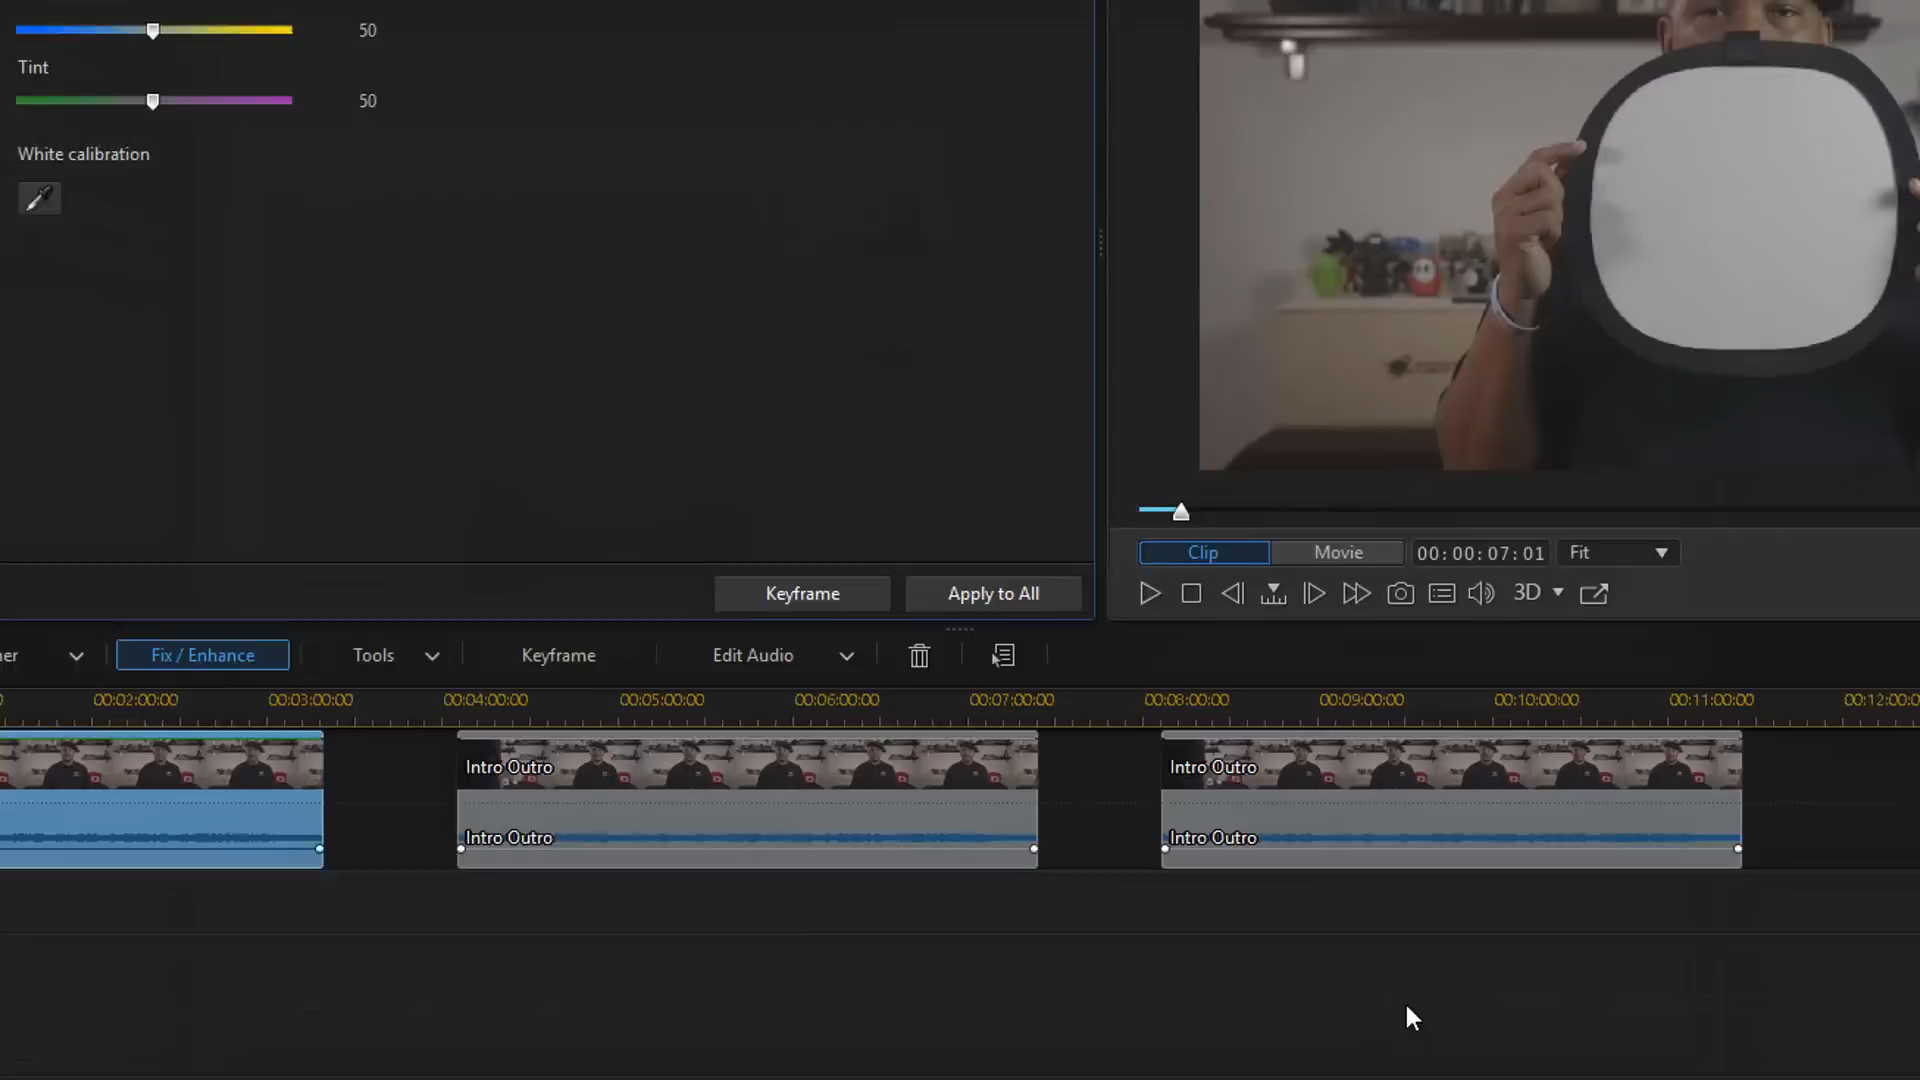 50
Tint
50
White calibration
Clip
Movie
00:00:07:01
Fit
Keyframe
Apply to All
3D
ner
Fix / Enhance
Tools
Keyframe
Edit Audio
00:02:00:00
00:03:00:00
00:04:00:00
00:05:00:00
00:06:00:00
00:07:00:00
00:08:00:00
00:09:00:00
00:10:00:00
00:11:00:00
00:12:00:0
Intro Outro
Intro Outro
Intro Outro
Intro Outro